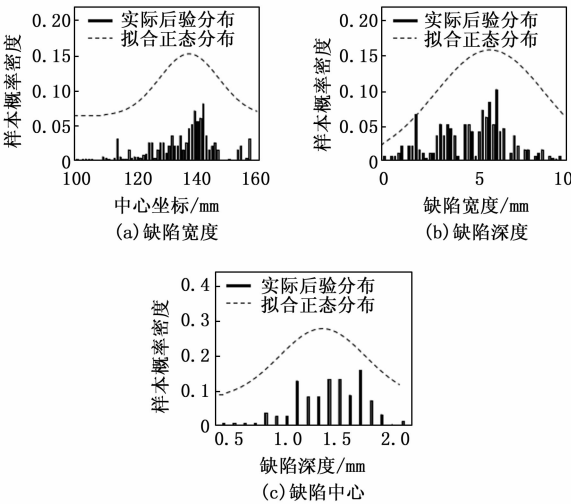 0.20
0.15
0.10
0.05
0
样本概率密度
实际后验分布
拟合正态分布
100 120 140 160
中心坐标/mm
(a)缺陷宽度
0.20
0.15
0.10
0.05
0
样本概率密度
实际后验分布
拟合正态分布
0 5 10
缺陷宽度/mm
(b)缺陷深度
0.4
0.3
0.2
0.1
0
样本概率密度
实际后验分布
拟合正态分布
0.5 1.0 1.5 2.0
缺陷深度/mm
(c)缺陷中心